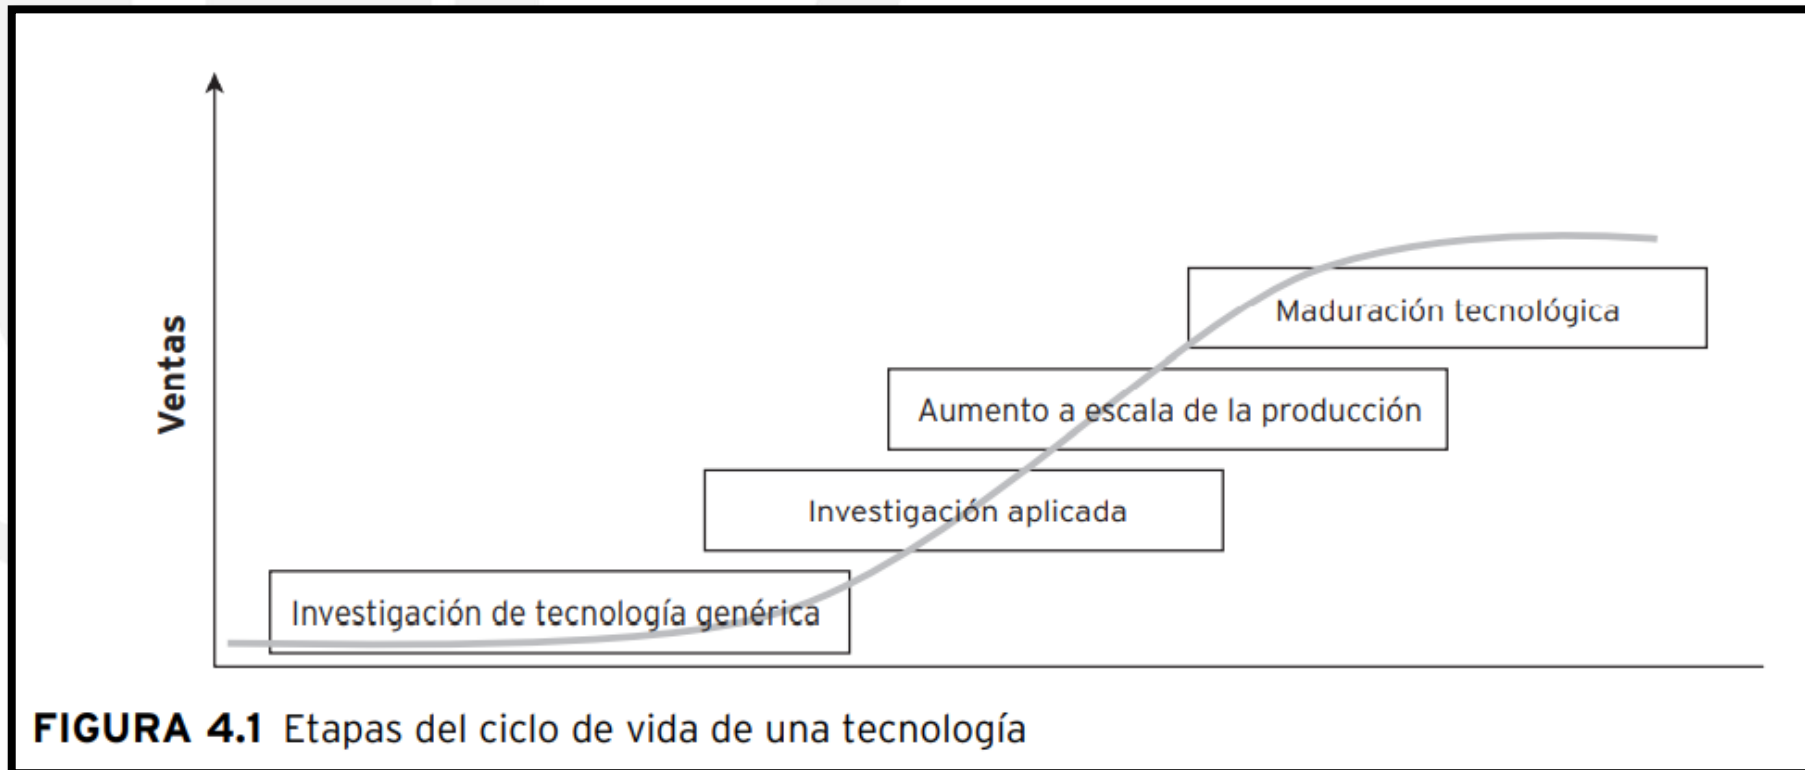 Ventas
Maduración tecnológica
Aumento a escala de la producción
Investigación aplicada
Investigación de tecnología genérica
FIGURA 4.1 Etapas del ciclo de vida de una tecnología